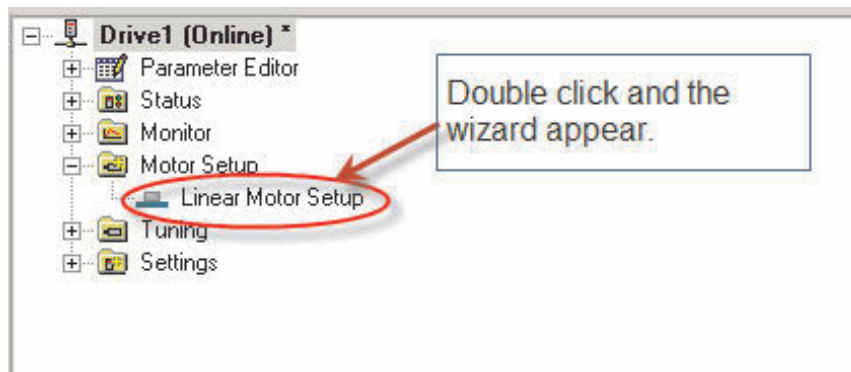 Drive1 (Online) *
Parameter Editor
Status
Monitor
Motor Setup
Linear Motor Setup
Tuning
Settings
Double click and the
wizard appear.